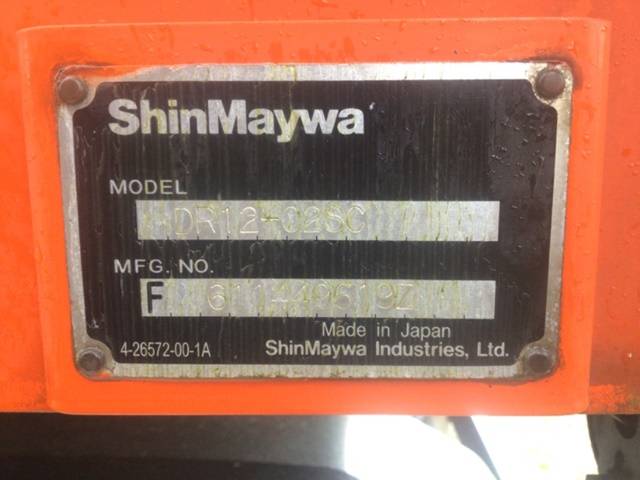 ShinMaywa
MODEL
DR12-02SC
MFG. NO.
F
Made in Japan
4-26572-00-1A ShinMaywa Industries, Ltd.